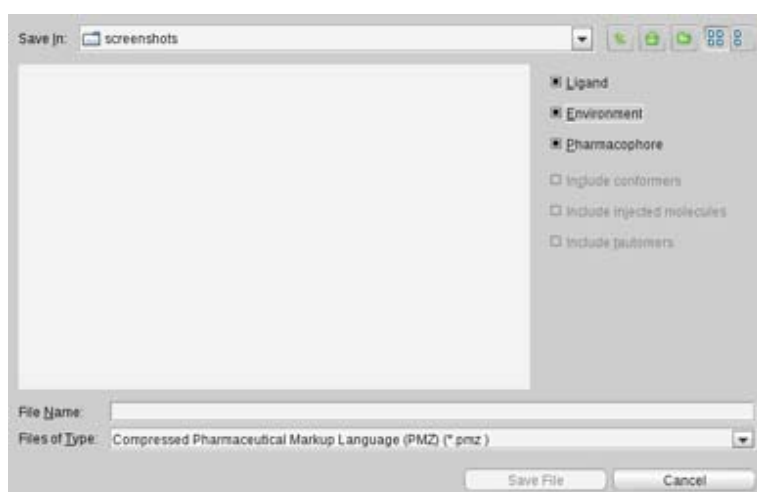 Save In: screenshots
Ligand
Environment
Pharmacophore
Include conformers
Include injected molecules
Include tautomers
File Name:
Files of Type: Compressed Pharmaceutical Markup Language (PMZ) (*.pmz )
Save File Cancel